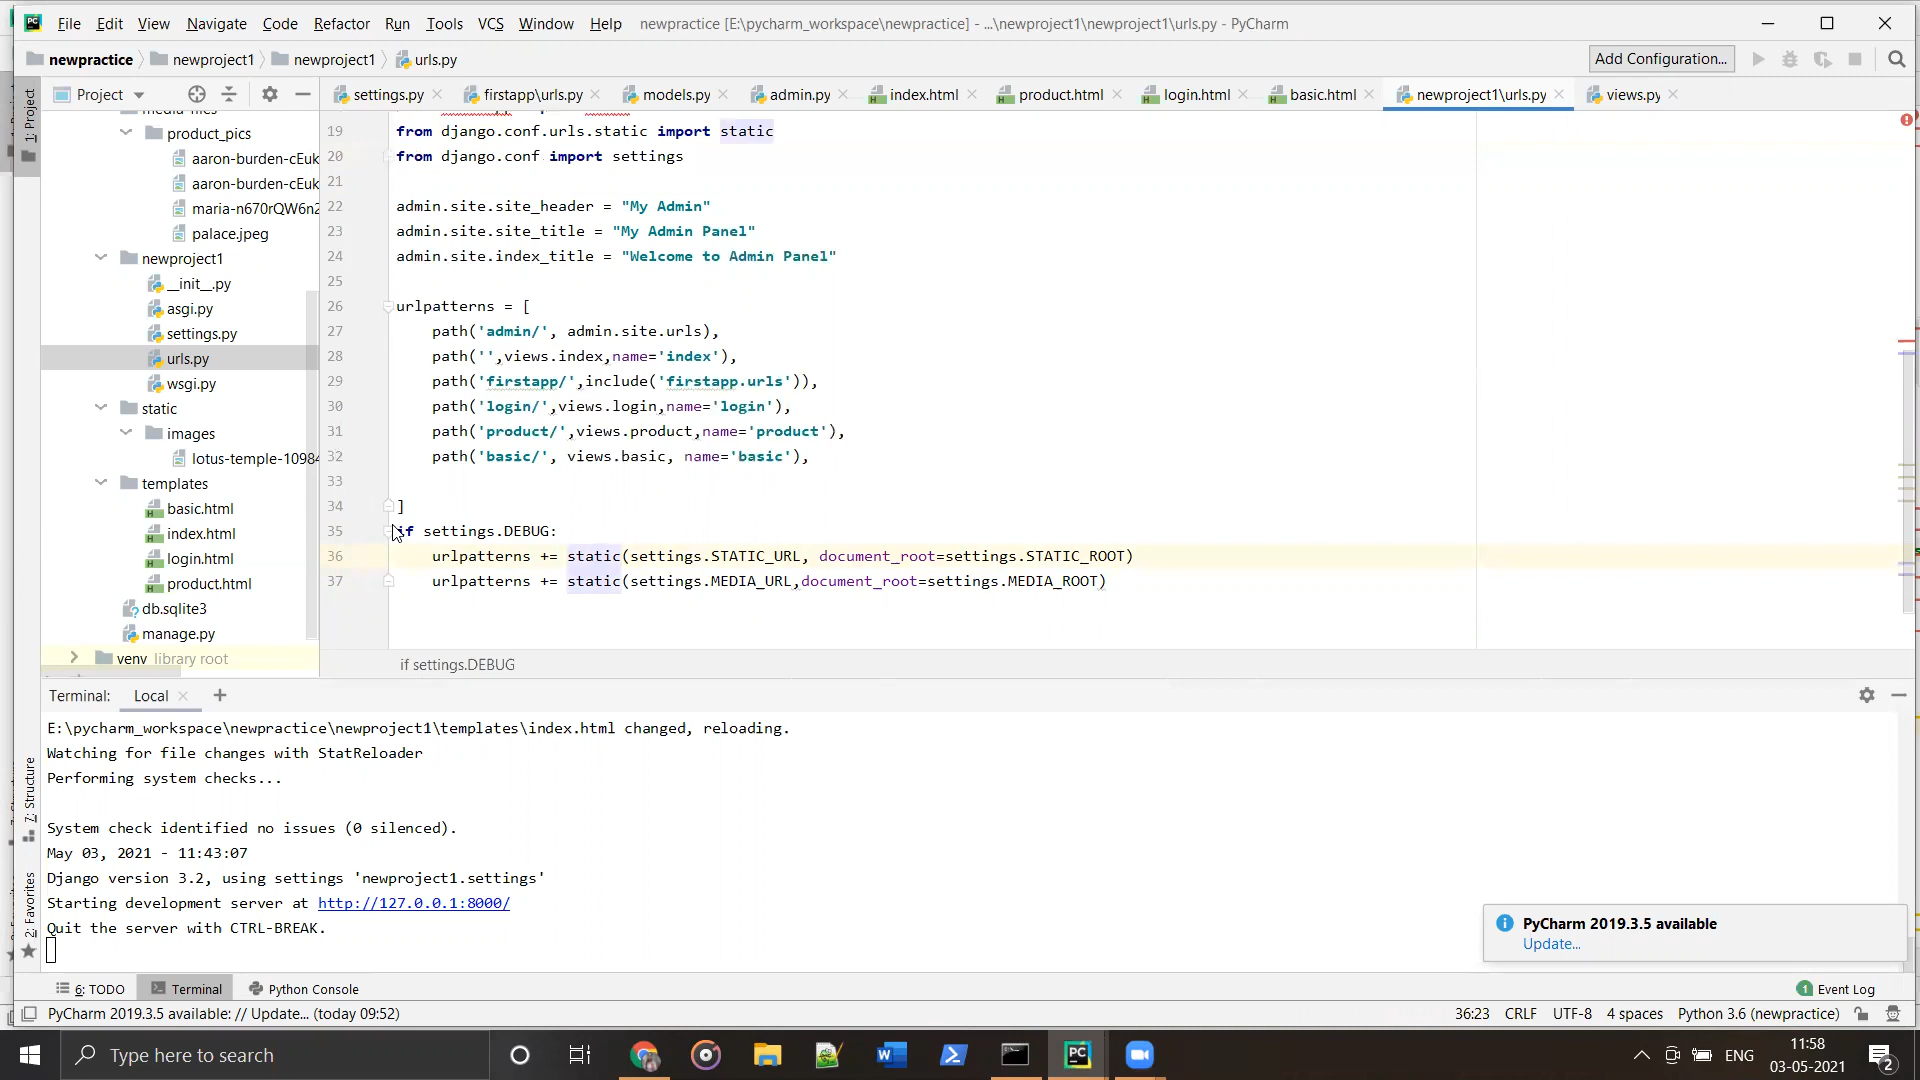 File Edit View Navigate Code Refactor Run Tools VCS Window Help newpractice [E:\pycharm_workspace\newpractice] - ...\newproject1\newproject1\urls.py - PyCharm
newpractice newproject1 newproject1 urls.py Add Configuration...
1: Project
Project
settings.py firstapp\urls.py models.py admin.py index.html product.html login.html basic.html newproject1\urls.py views.py
product_pics
aaron-burden-cEuk
aaron-burden-cEuk
maria-n670rQW6n2
palace.jpeg
newproject1
__init__.py
asgi.py
settings.py
urls.py
wsgi.py
static
images
lotus-temple-10984
templates
basic.html
index.html
login.html
product.html
db.sqlite3
manage.py
venv library root
19 from django.conf.urls.static import static
20 from django.conf import settings
21
22 admin.site.site_header = "My Admin"
23 admin.site.site_title = "My Admin Panel"
24 admin.site.index_title = "Welcome to Admin Panel"
25
26 urlpatterns = [
27 path('admin/', admin.site.urls),
28 path('',views.index,name='index'),
29 path('firstapp/',include('firstapp.urls')),
30 path('login/',views.login,name='login'),
31 path('product/',views.product,name='product'),
32 path('basic/', views.basic, name='basic'),
33
34 ]
35 if settings.DEBUG:
36 urlpatterns += static(settings.STATIC_URL, document_root=settings.STATIC_ROOT)
37 urlpatterns += static(settings.MEDIA_URL,document_root=settings.MEDIA_ROOT)
if settings.DEBUG
Terminal: Local
E:\pycharm_workspace\newpractice\newproject1\templates\index.html changed, reloading.
Watching for file changes with StatReloader
Performing system checks...
System check identified no issues (0 silenced).
May 03, 2021 - 11:43:07
Django version 3.2, using settings 'newproject1.settings'
Starting development server at http://127.0.0.1:8000/
Quit the server with CTRL-BREAK.
7: Structure
2: Favorites
PyCharm 2019.3.5 available
Update...
6: TODO Terminal Python Console 1 Event Log
PyCharm 2019.3.5 available: // Update... (today 09:52) 36:23 CRLF UTF-8 4 spaces Python 3.6 (newpractice)
Type here to search
ENG
11:58
03-05-2021
2